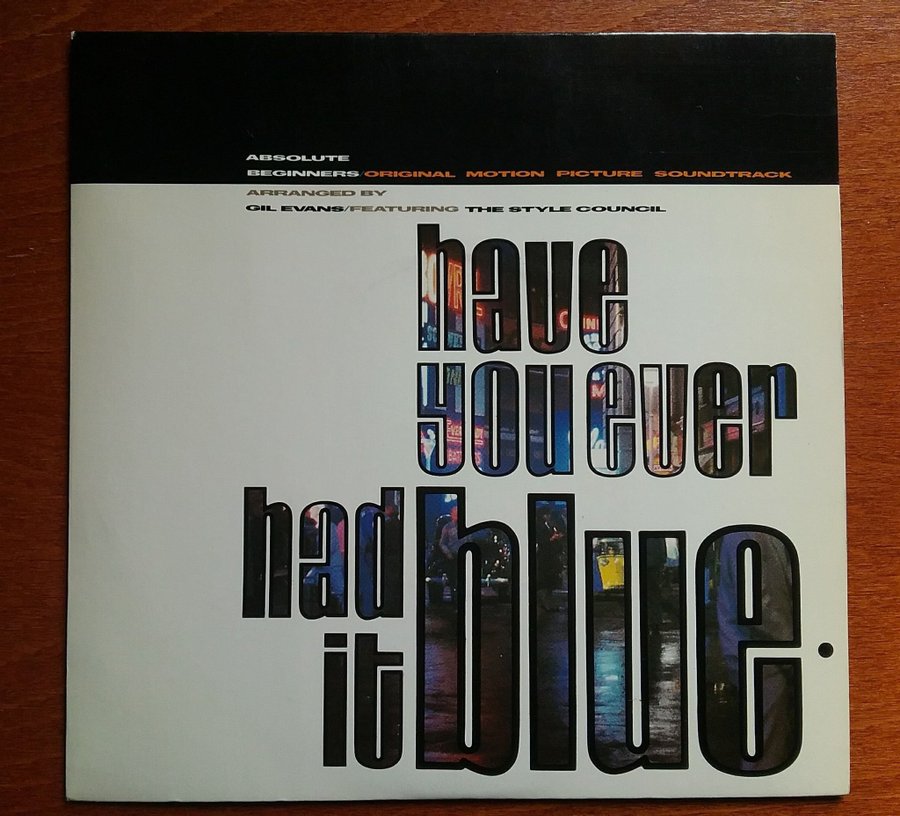 ABSOLUTE
BEGINNERS/ORIGINAL MOTION PICTURE SOUNDTRACK
ARRANGED BY
GIL EVANS/FEATURING THE STYLE COUNCIL
have
you ever
had blue
it